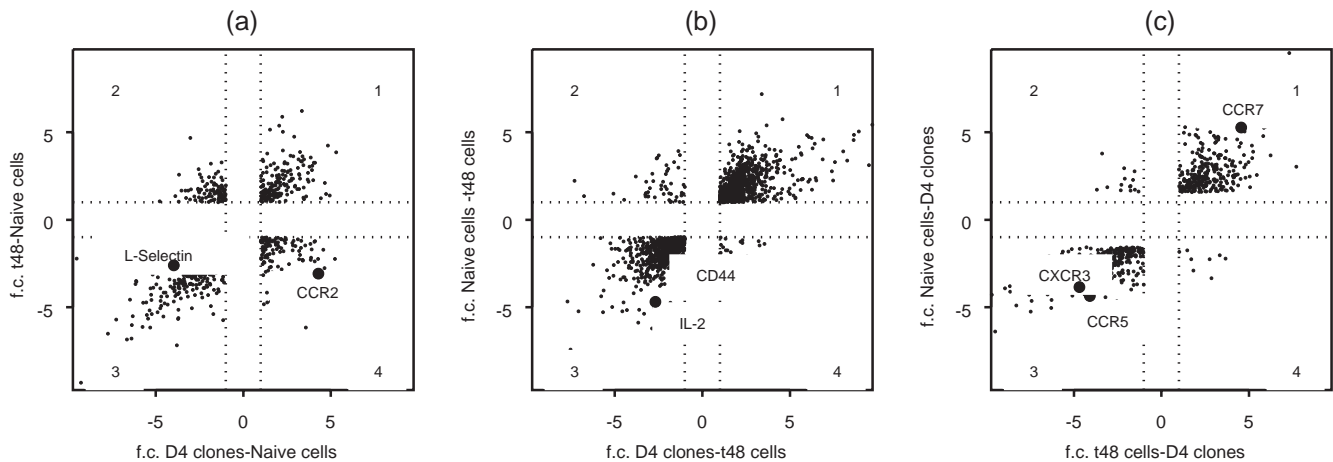 (a)
(b)
(c)
f.c. t48-Naive cells
5
0
-5
2
1
3
4
L-Selectin
CCR2
-5
0
5
f.c. D4 clones-Naive cells
f.c. Naive cells -t48 cells
5
0
-5
2
1
3
4
CD44
IL-2
-5
0
5
f.c. D4 clones-t48 cells
f.c. Naive cells-D4 clones
5
0
-5
2
1
3
4
CCR7
CXCR3
CCR5
-5
0
5
f.c. t48 cells-D4 clones